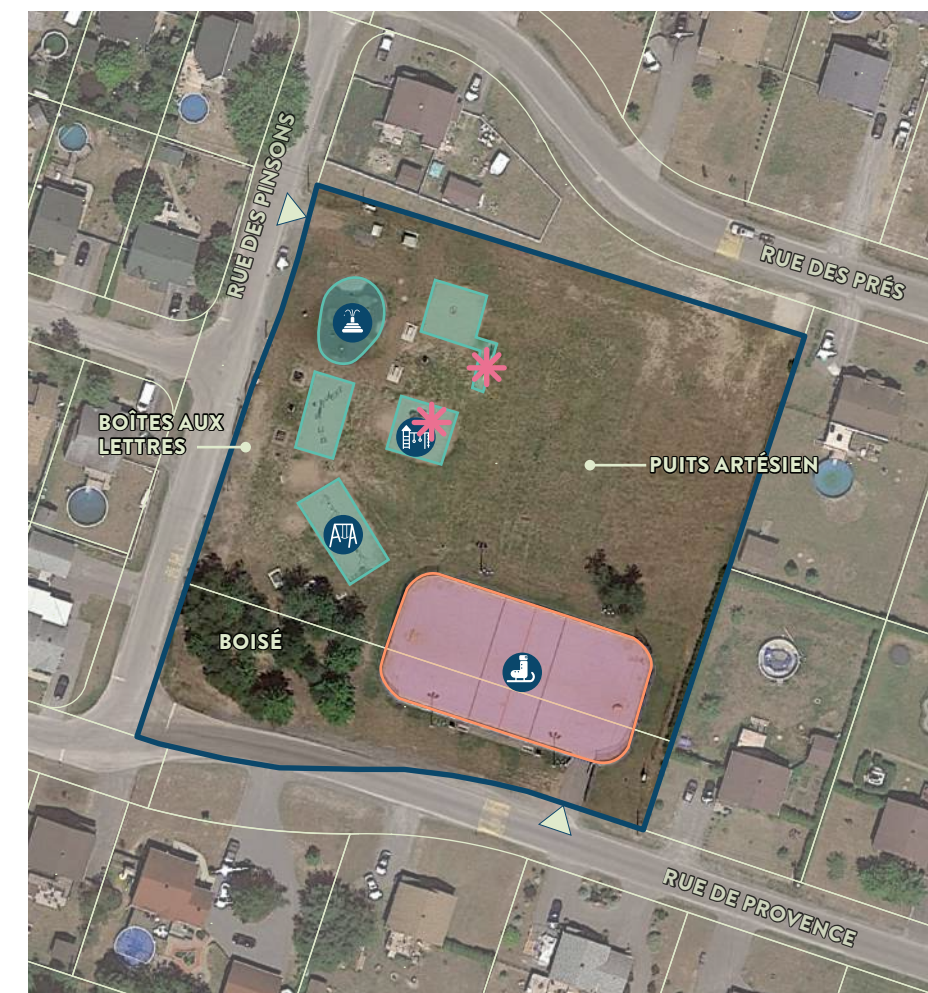 RUE DES PINSONS
RUE DES PRÉS
BOÎTES AUX
LETTRES
PUITS ARTÉSIEN
BOISÉ
RUE DE PROVENCE